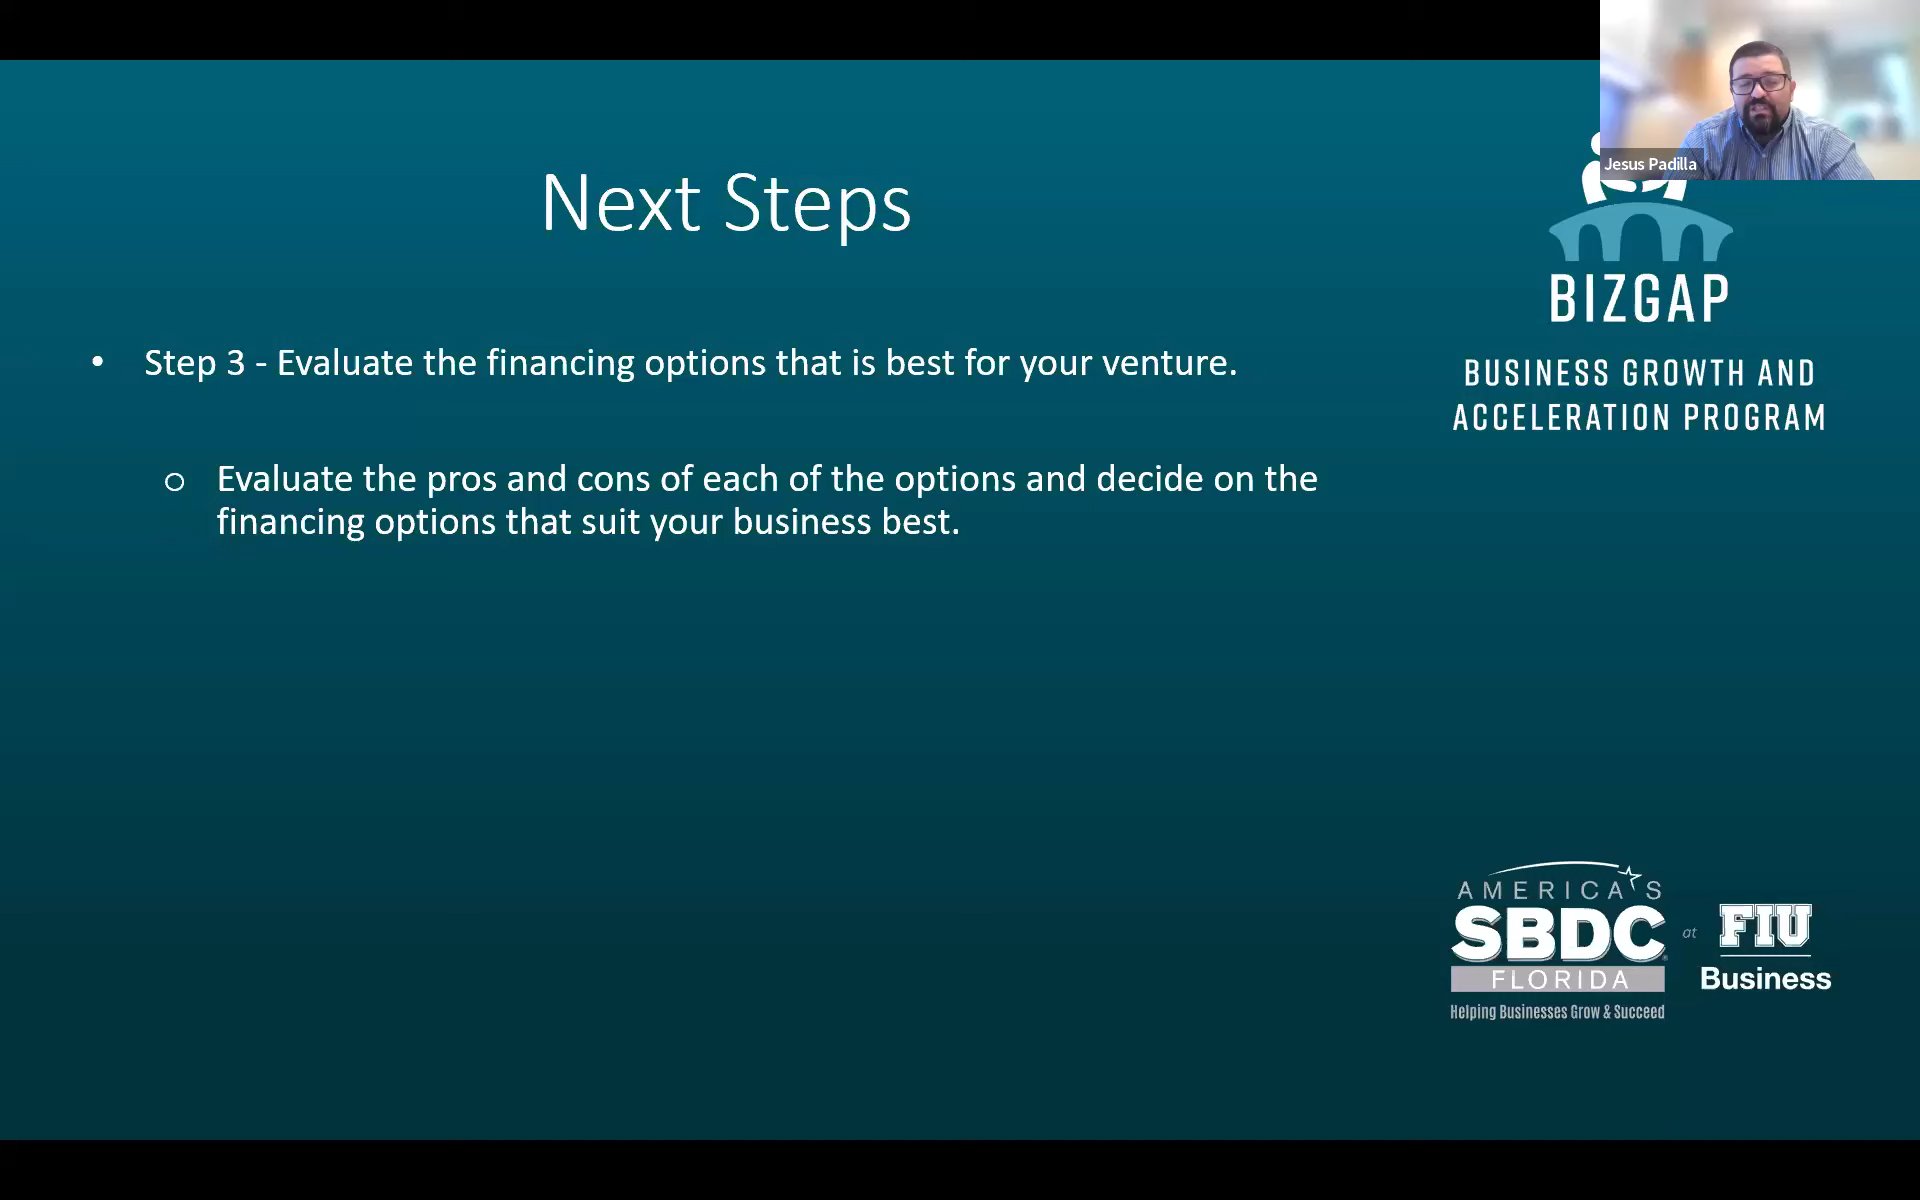 Jesus Padilla
Next Steps
BIZGAP
BUSINESS GROWTH AND
ACCELERATION PROGRAM
• Step 3 - Evaluate the financing options that is best for your venture.
o Evaluate the pros and cons of each of the options and decide on the
financing options that suit your business best.
AMERICA'S
SBDC
FLORIDA
Helping Businesses Grow & Succeed
at
FIU
Business